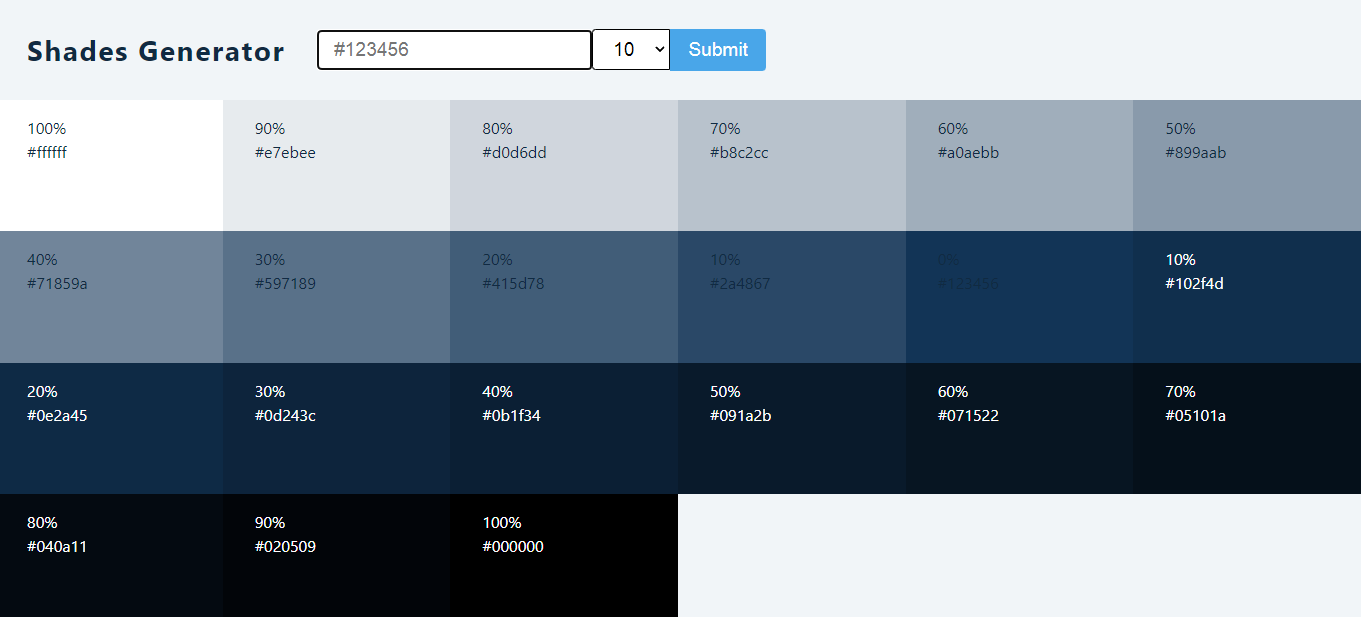 Shades Generator
#123456
10
Submit
100%
#ffffff
90%
#e7ebee
80%
#d0d6dd
70%
#b8c2cc
60%
#a0aebb
50%
#899aab
40%
#71859a
30%
#597189
20%
#415d78
10%
#2a4867
0%
#123456
10%
#102f4d
20%
#0e2a45
30%
#0d243c
40%
#0b1f34
50%
#091a2b
60%
#071522
70%
#05101a
80%
#040a11
90%
#020509
100%
#000000